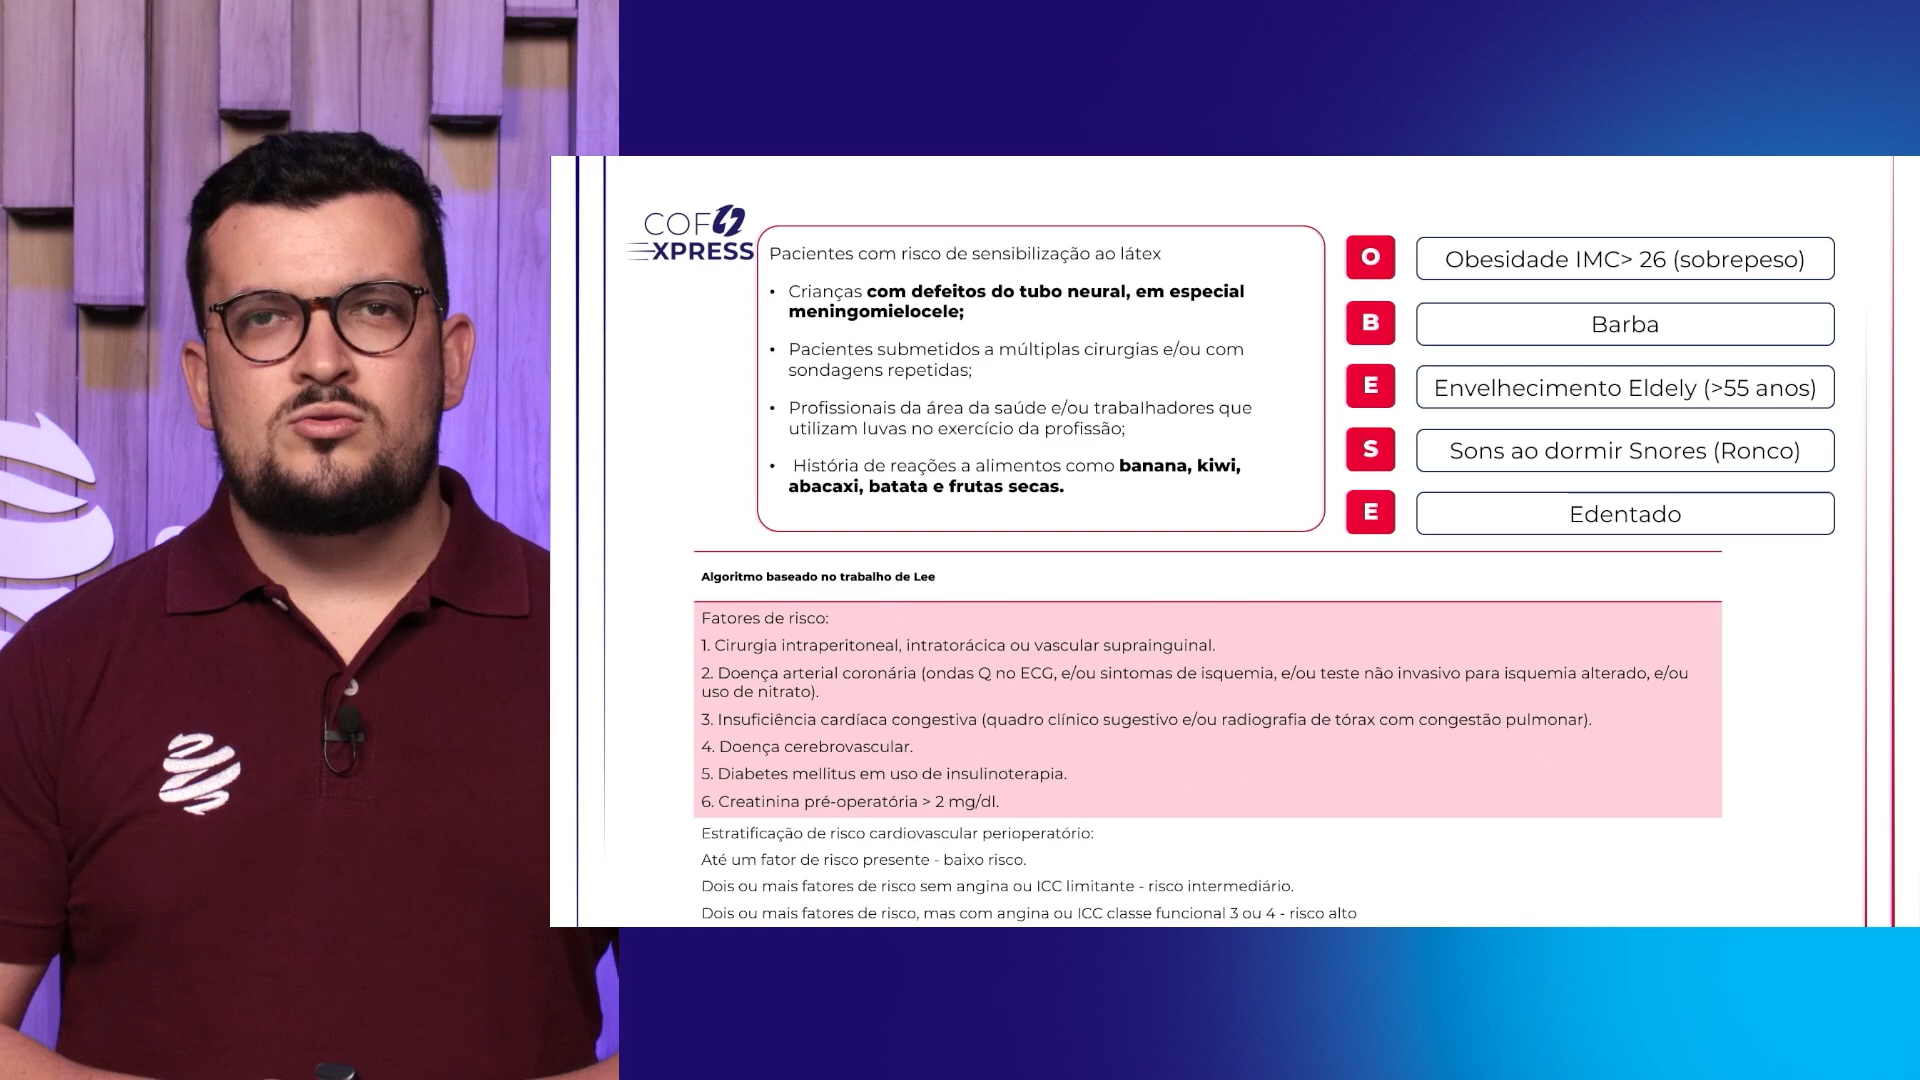 COF
XPRESS
Pacientes com risco de sensibilização ao látex
• Crianças com defeitos do tubo neural, em especial
meningomielocele;
• Pacientes submetidos a múltiplas cirurgias e/ou com
sondagens repetidas;
• Profissionais da área da saúde e/ou trabalhadores que
utilizam luvas no exercício da profissão;
• História de reações a alimentos como banana, kiwi,
abacaxi, batata e frutas secas.
O Obesidade IMC> 26 (sobrepeso)
B Barba
E Envelhecimento Eldely (>55 anos)
S Sons ao dormir Snores (Ronco)
E Edentado
Algoritmo baseado no trabalho de Lee
Fatores de risco:
1. Cirurgia intraperitoneal, intratorácica ou vascular suprainguinal.
2. Doença arterial coronária (ondas Q no ECG, e/ou sintomas de isquemia, e/ou teste não invasivo para isquemia alterado, e/ou
uso de nitrato).
3. Insuficiência cardíaca congestiva (quadro clínico sugestivo e/ou radiografia de tórax com congestão pulmonar).
4. Doença cerebrovascular.
5. Diabetes mellitus em uso de insulinoterapia.
6. Creatinina pré-operatória > 2 mg/dl.
Estratificação de risco cardiovascular perioperatório:
Até um fator de risco presente - baixo risco.
Dois ou mais fatores de risco sem angina ou ICC limitante - risco intermediário.
Dois ou mais fatores de risco, mas com angina ou ICC classe funcional 3 ou 4 - risco alto